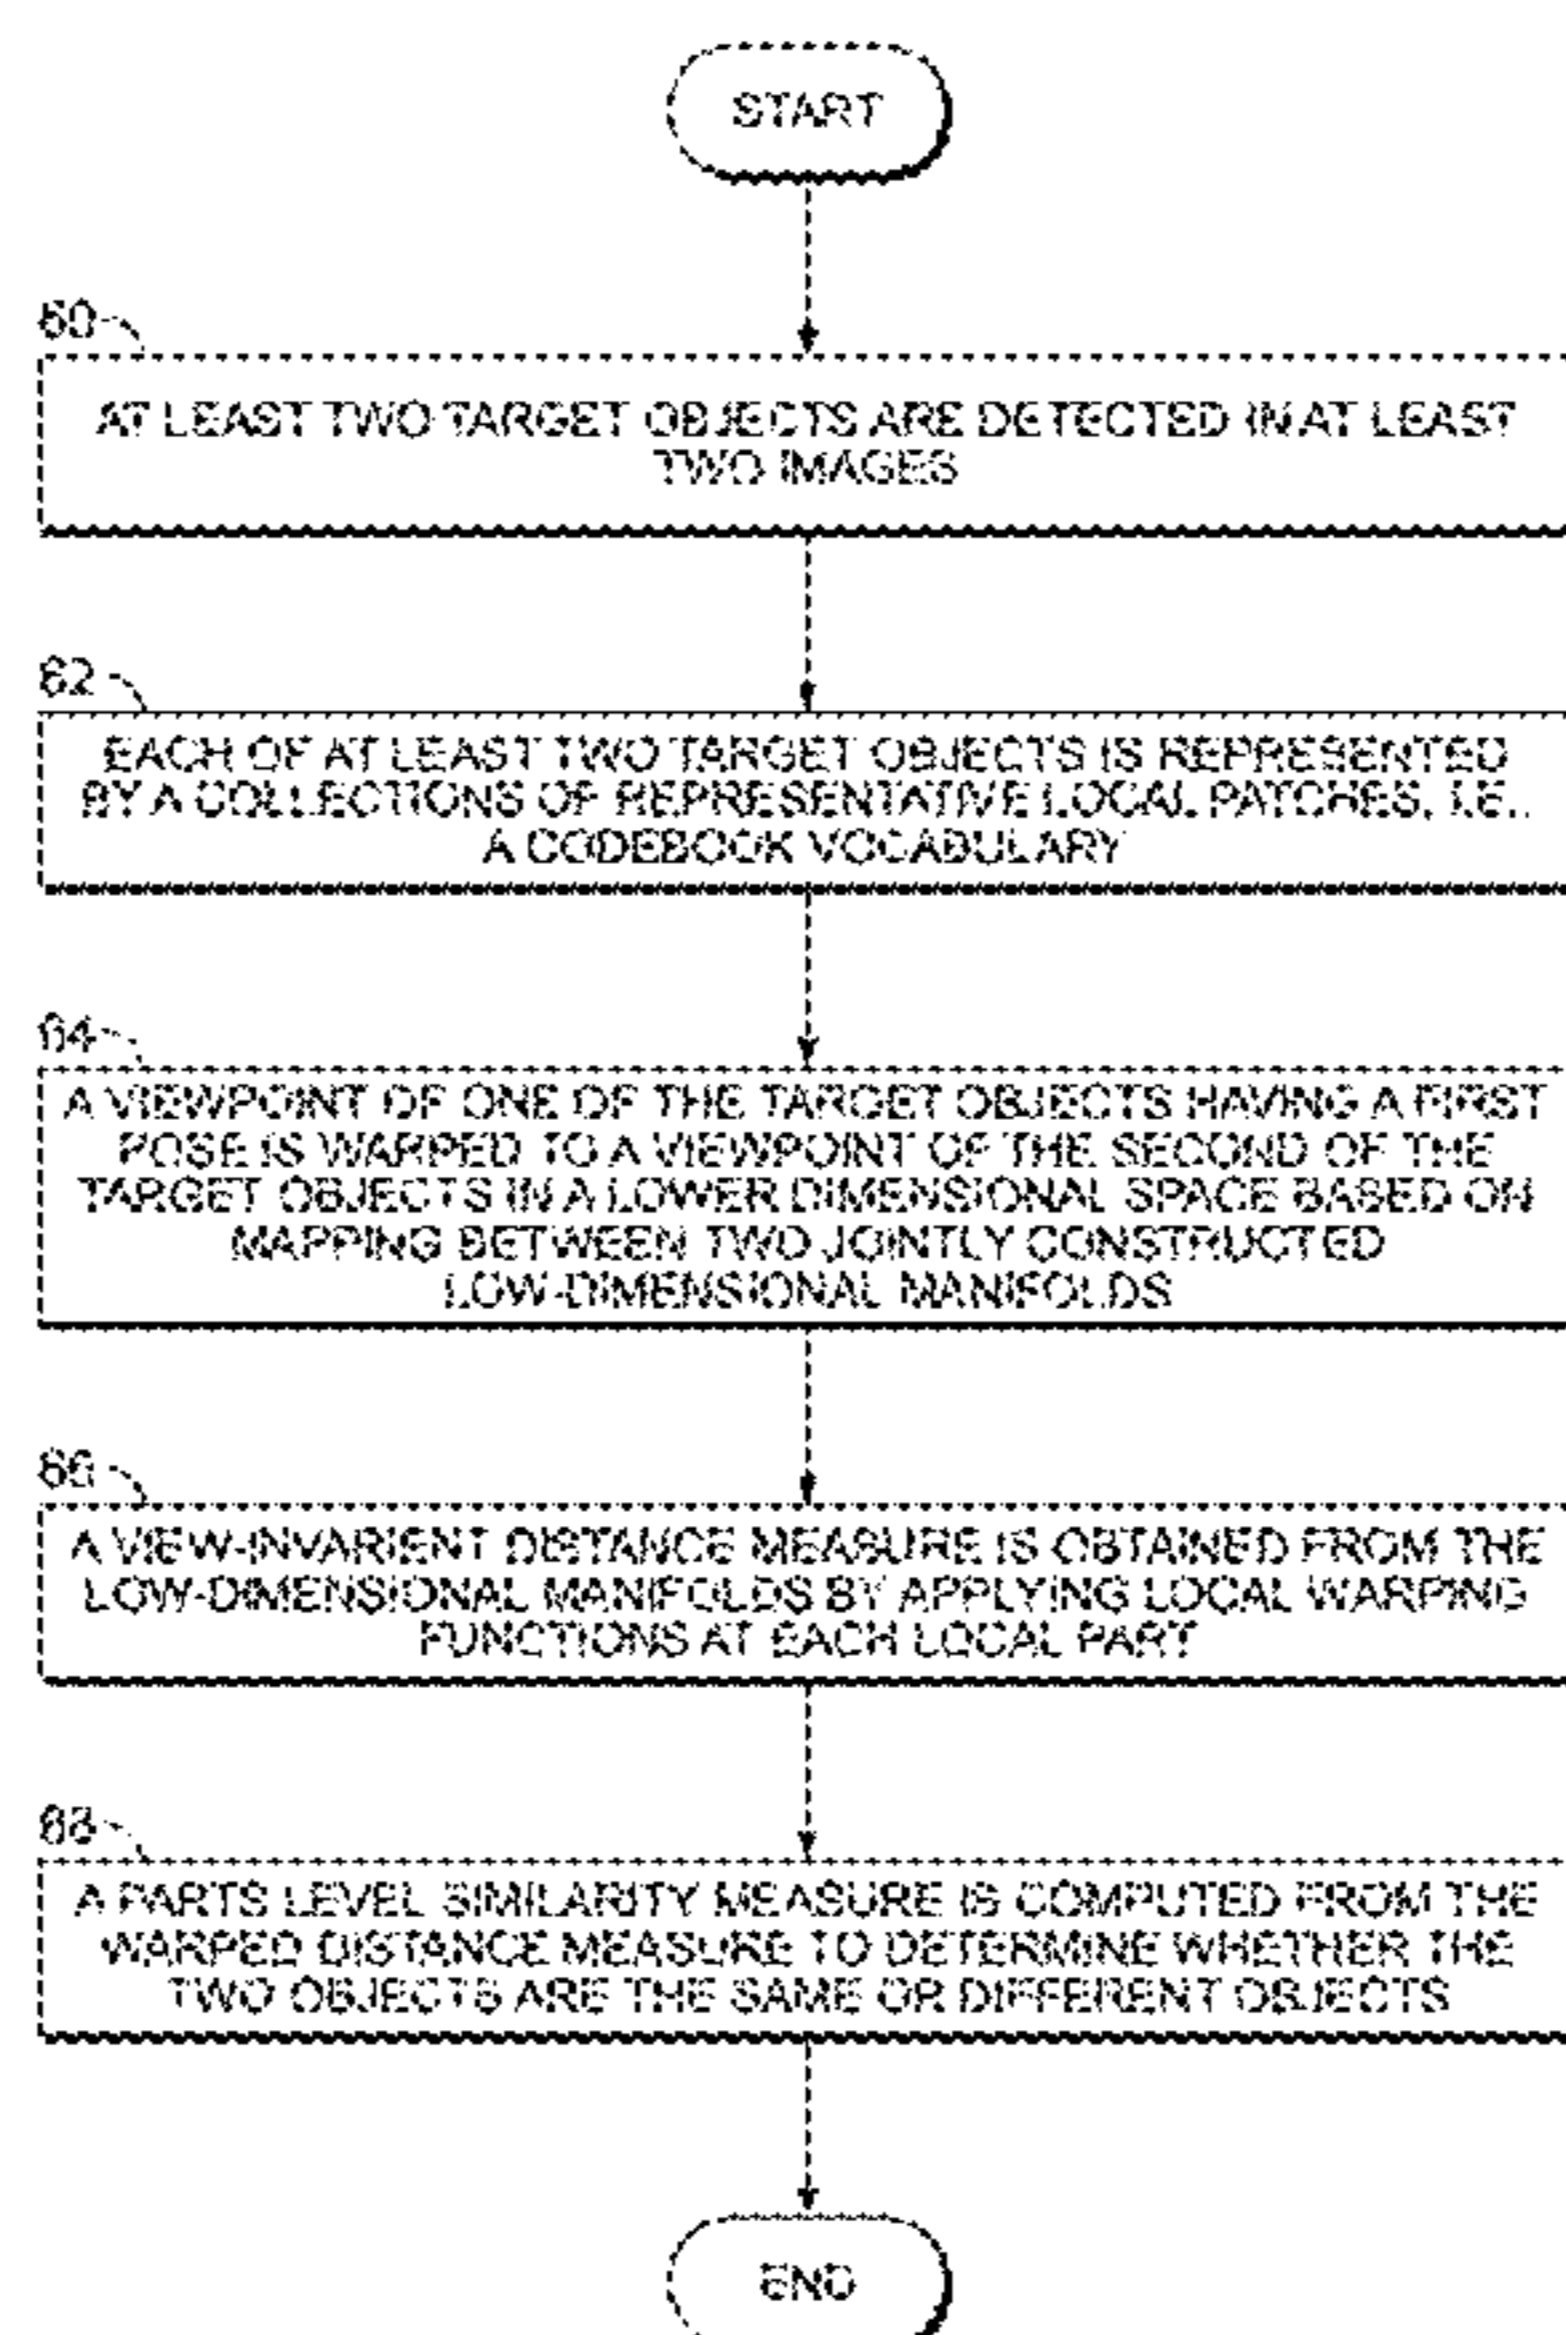 START
60
AT LEAST TWO TARGET OBJECTS ARE DETECTED IN AT LEAST
TWO IMAGES
62
EACH OF AT LEAST TWO TARGET OBJECTS IS REPRESENTED
BY A COLLECTIONS OF REPRESENTATIVE LOCAL PATCHES, I.E.,
A CODEBOOK VOCABULARY
64
A VIEWPOINT OF ONE OF THE TARGET OBJECTS HAVING A FIRST
POSE IS WARPED TO A VIEWPOINT OF THE SECOND OF THE
TARGET OBJECTS IN A LOWER DIMENSIONAL SPACE BASED ON
MAPPING BETWEEN TWO JOINTLY CONSTRUCTED
LOW-DIMENSIONAL MANIFOLDS
66
A VIEW-INVARIENT DISTANCE MEASURE IS OBTAINED FROM THE
LOW-DIMENSIONAL MANIFOLDS BY APPLYING LOCAL WARPING
FUNCTIONS AT EACH LOCAL PART
68
A PARTS LEVEL SIMILARITY MEASURE IS COMPUTED FROM THE
WARPED DISTANCE MEASURE TO DETERMINE WHETHER THE
TWO OBJECTS ARE THE SAME OR DIFFERENT OBJECTS
END